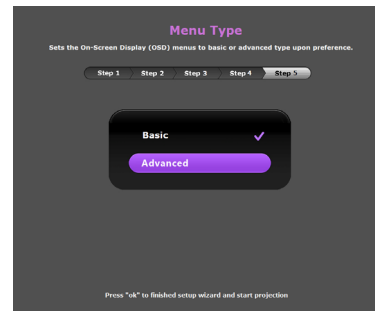 Menu Type
Sets the On-Screen Display (OSD) menus to basic or advanced type upon preference.
Step 1 Step 2 Step 3 Step 4 Step 5
Basic
Advanced
Press "ok" to finished setup wizard and start projection